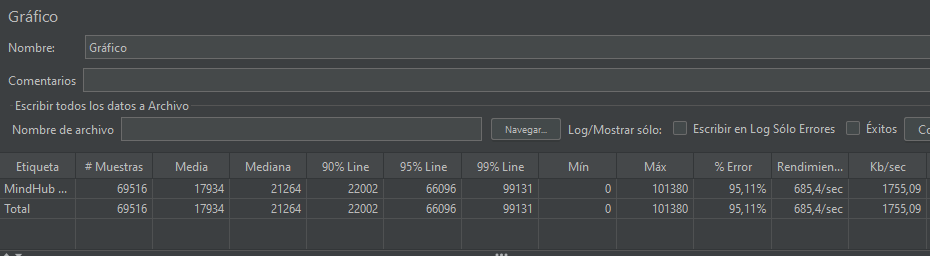 Gráfico
Nombre: Gráfico
Comentarios
Escribir todos los datos a Archivo
Nombre de archivo Navegar... Log/Mostrar sólo: Escribir en Log Sólo Errores Éxitos Co
Etiqueta # Muestras Media Mediana 90% Line 95% Line 99% Line Mín Máx % Error Rendimien... Kb/sec
MindHub ... 69516 17934 21264 22002 66096 99131 0 101380 95,11% 685,4/sec 1755,09
Total 69516 17934 21264 22002 66096 99131 0 101380 95,11% 685,4/sec 1755,09